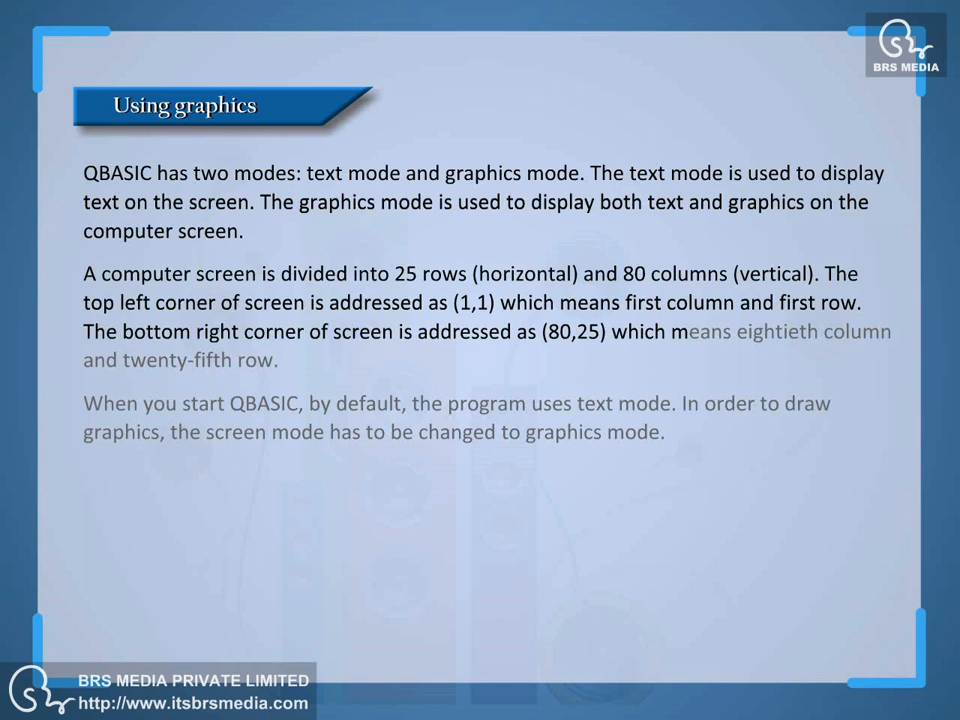 BRS MEDIA
Using graphics
QBASIC has two modes: text mode and graphics mode. The text mode is used to display
text on the screen. The graphics mode is used to display both text and graphics on the
computer screen.
A computer screen is divided into 25 rows (horizontal) and 80 columns (vertical). The
top left corner of screen is addressed as (1,1) which means first column and first row.
The bottom right corner of screen is addressed as (80,25) which means eightieth column
and twenty-fifth row.
When you start QBASIC, by default, the program uses text mode. In order to draw
graphics, the screen mode has to be changed to graphics mode.
BRS MEDIA PRIVATE LIMITED
http://www.itsbrsmedia.com